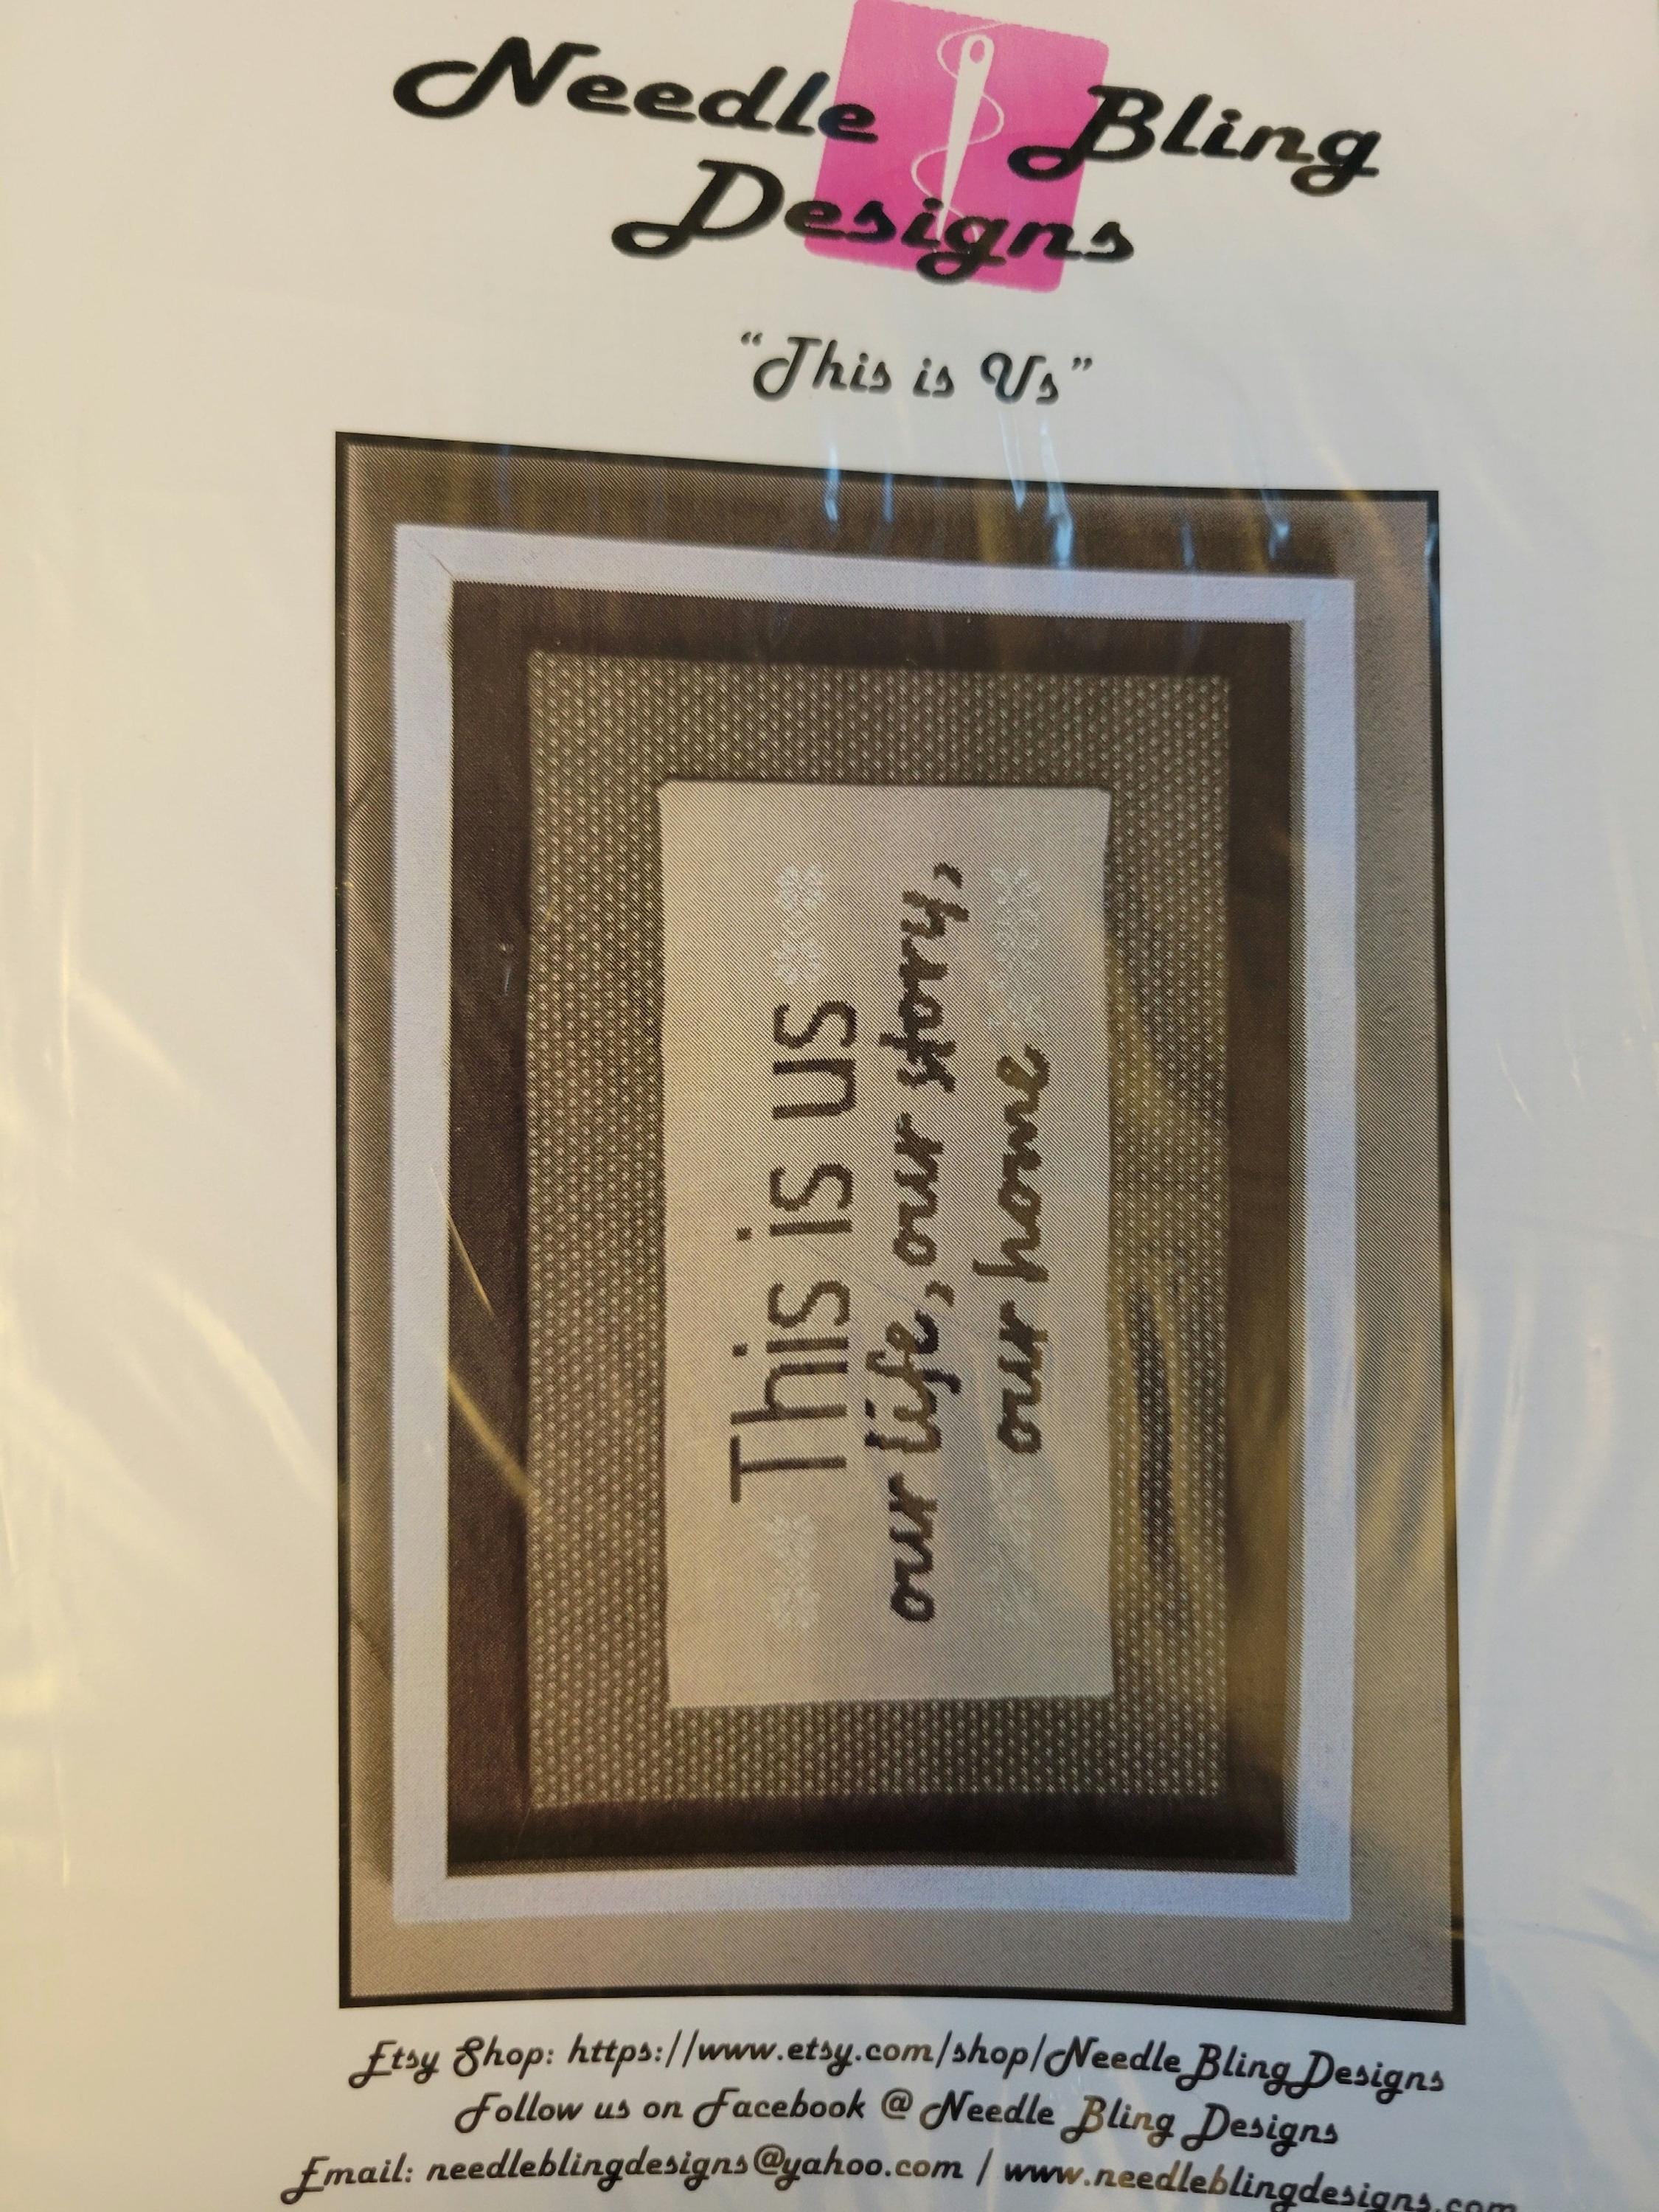 Needle Bling
Designs
"This is Us"
This is us
our life, our story,
our home
Etsy Shop: https://www.etsy.com/shop/NeedleBlingDesigns
Follow us on Facebook @ Needle Bling Designs
Email: needleblingdesigns@yahoo.com / www.needleblingdesigns.com